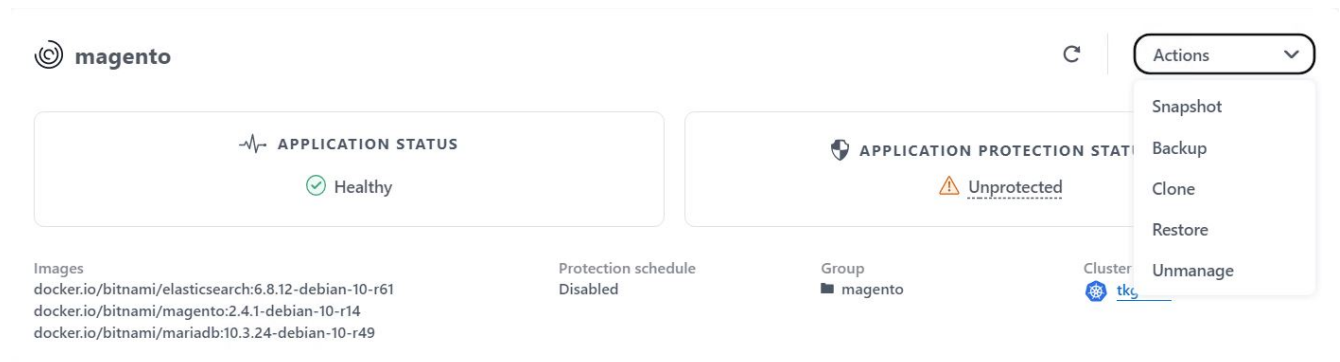 magento
Actions
Snapshot
Backup
Clone
Restore
Unmanage
APPLICATION STATUS
Healthy
APPLICATION PROTECTION
Unprotected
Images
docker.io/bitnami/elasticsearch:6.8.12-debian-10-r61
docker.io/bitnami/magento:2.4.1-debian-10-r14
docker.io/bitnami/mariadb:10.3.24-debian-10-r49
Protection schedule
Disabled
Group
magento
Cluster